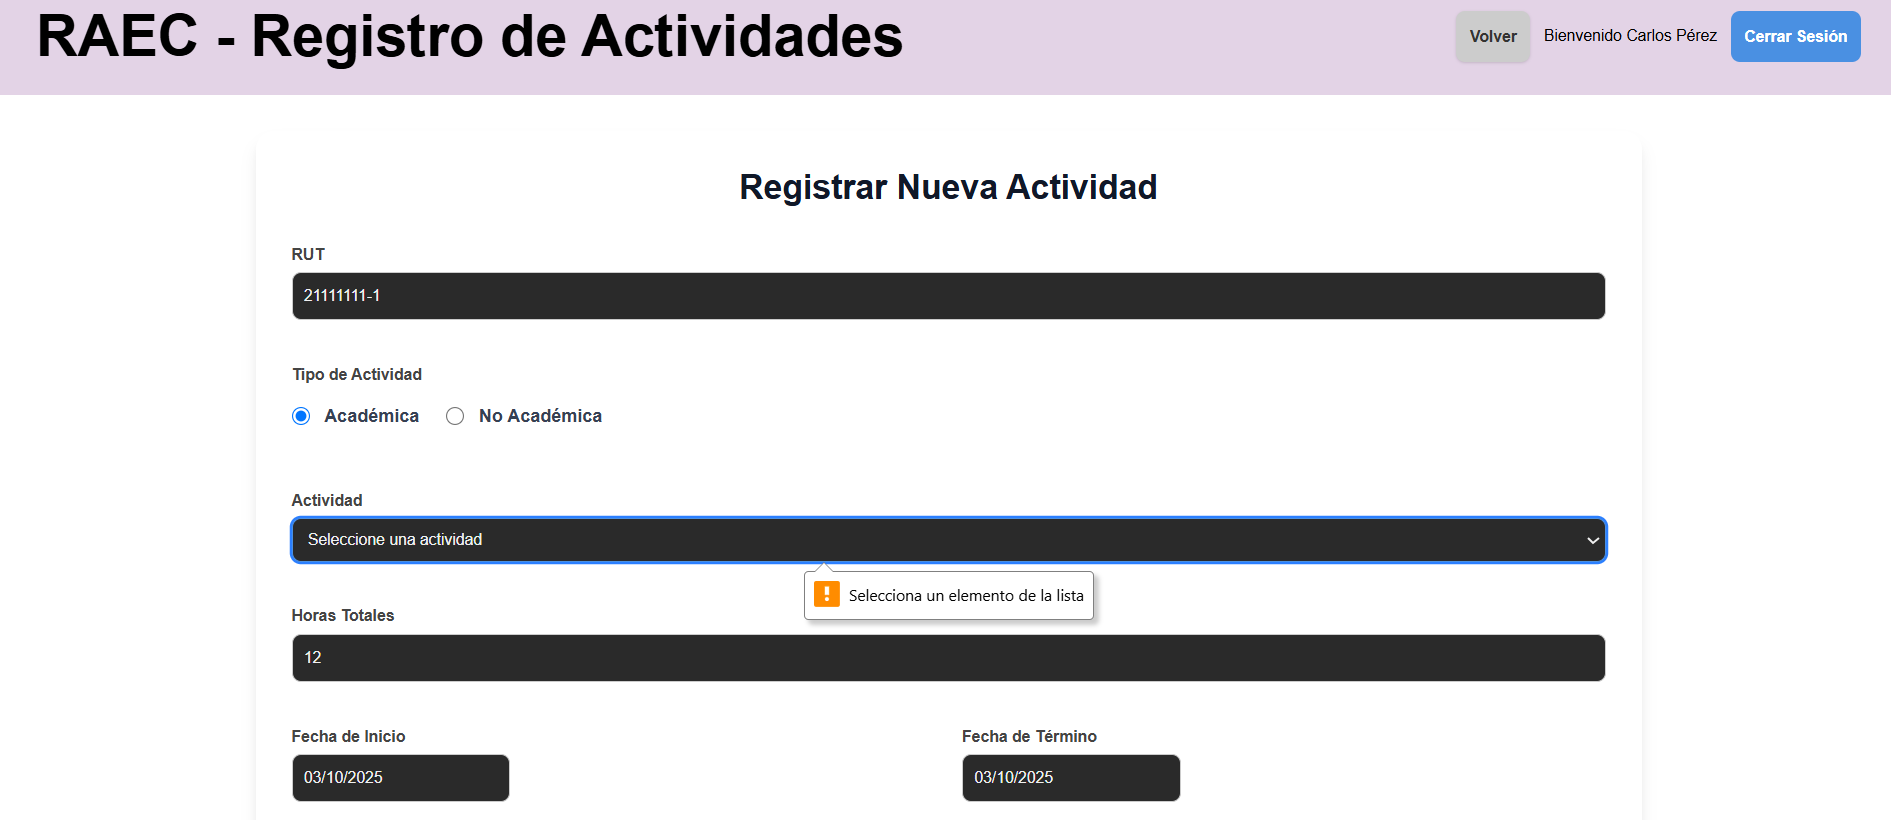 RAEC - Registro de Actividades
Volver
Bienvenido Carlos Pérez
Cerrar Sesión
Registrar Nueva Actividad
RUT
21111111-1
Tipo de Actividad
Académica
No Académica
Actividad
Seleccione una actividad
Selecciona un elemento de la lista
Horas Totales
12
Fecha de Inicio
Fecha de Término
03/10/2025
03/10/2025